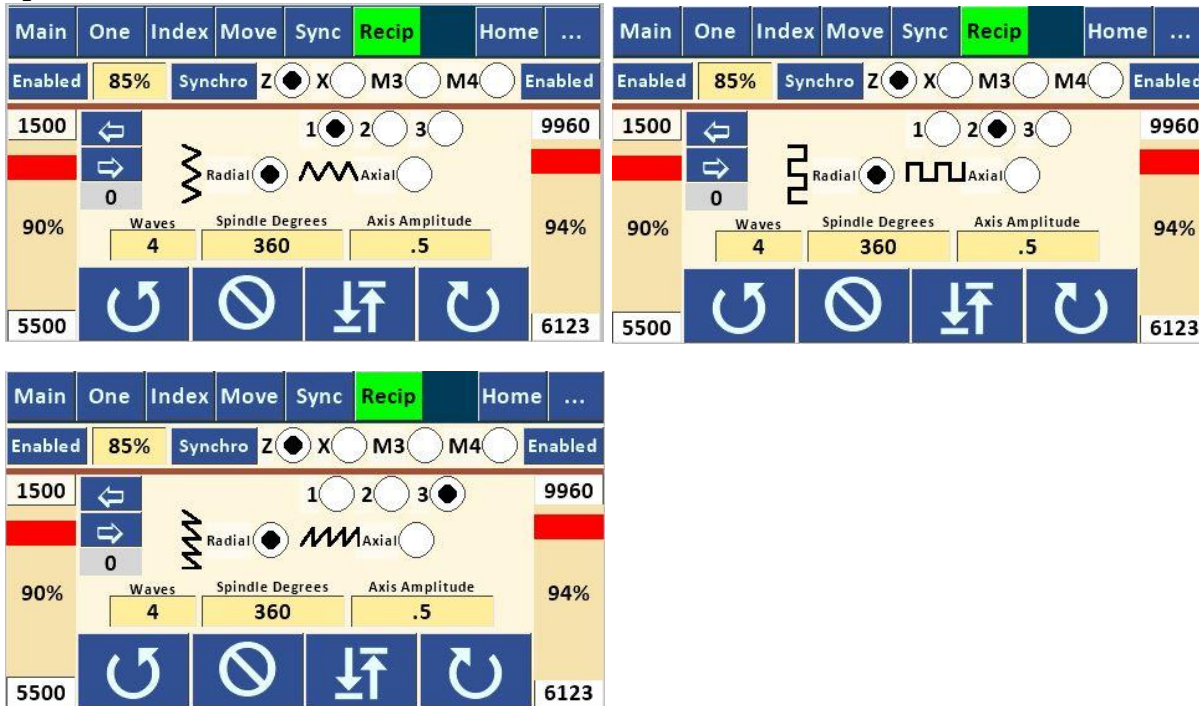 Main One Index Move Sync Recip Home ...
Enabled 85% Synchro Z X M3 M4 Enabled
1500 1 2 3 9960
Radial Axial
0
Waves Spindle Degrees Axis Amplitude
90% 4 360 .5 94%
5500 6123
Main One Index Move Sync Recip Home ...
Enabled 85% Synchro Z X M3 M4 Enabled
1500 1 2 3 9960
Radial Axial
0
Waves Spindle Degrees Axis Amplitude
90% 4 360 .5 94%
5500 6123
Main One Index Move Sync Recip Home ...
Enabled 85% Synchro Z X M3 M4 Enabled
1500 1 2 3 9960
Radial Axial
0
Waves Spindle Degrees Axis Amplitude
90% 4 360 .5 94%
5500 6123